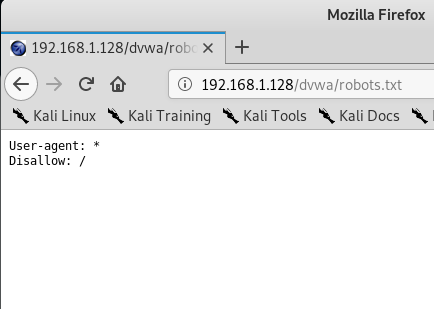 Mozilla Firefox
192.168.1.128/dvwa/robo
192.168.1.128/dvwa/robots.txt
Kali Linux Kali Training Kali Tools Kali Docs
User-agent: *
Disallow: /